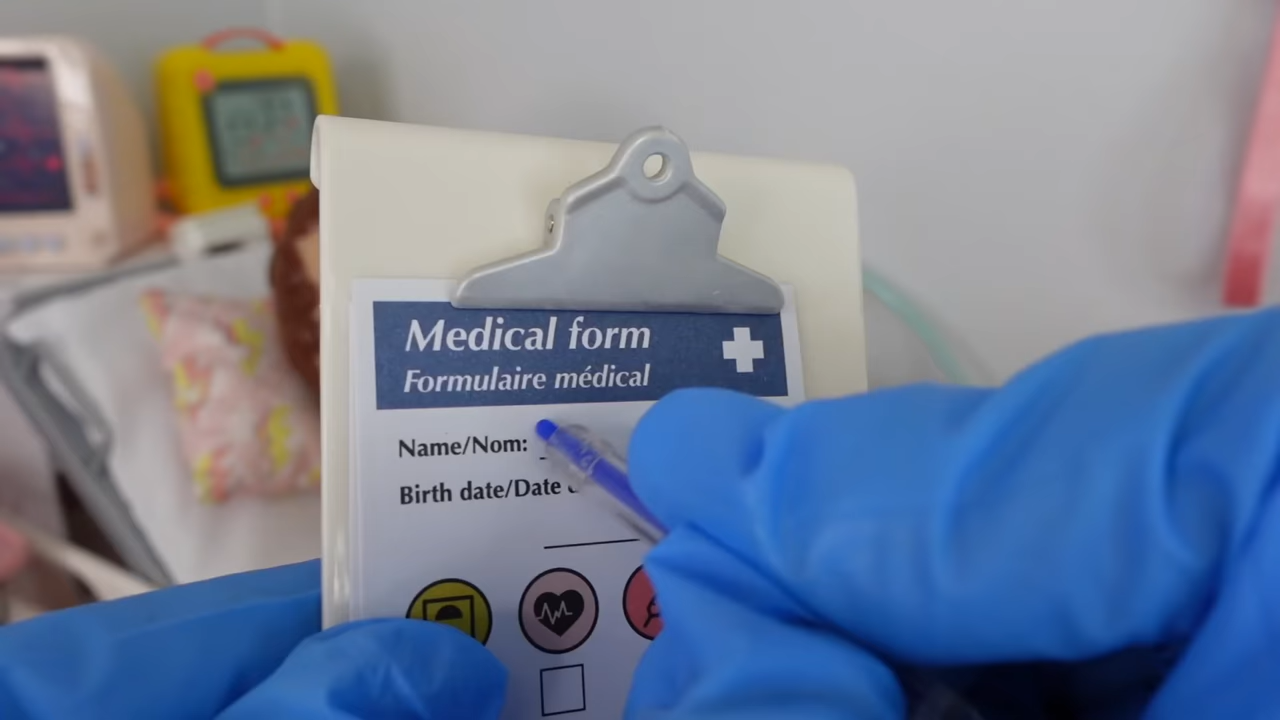 Medical form
Formulaire médical
Name/Nom:
Birth date/Date